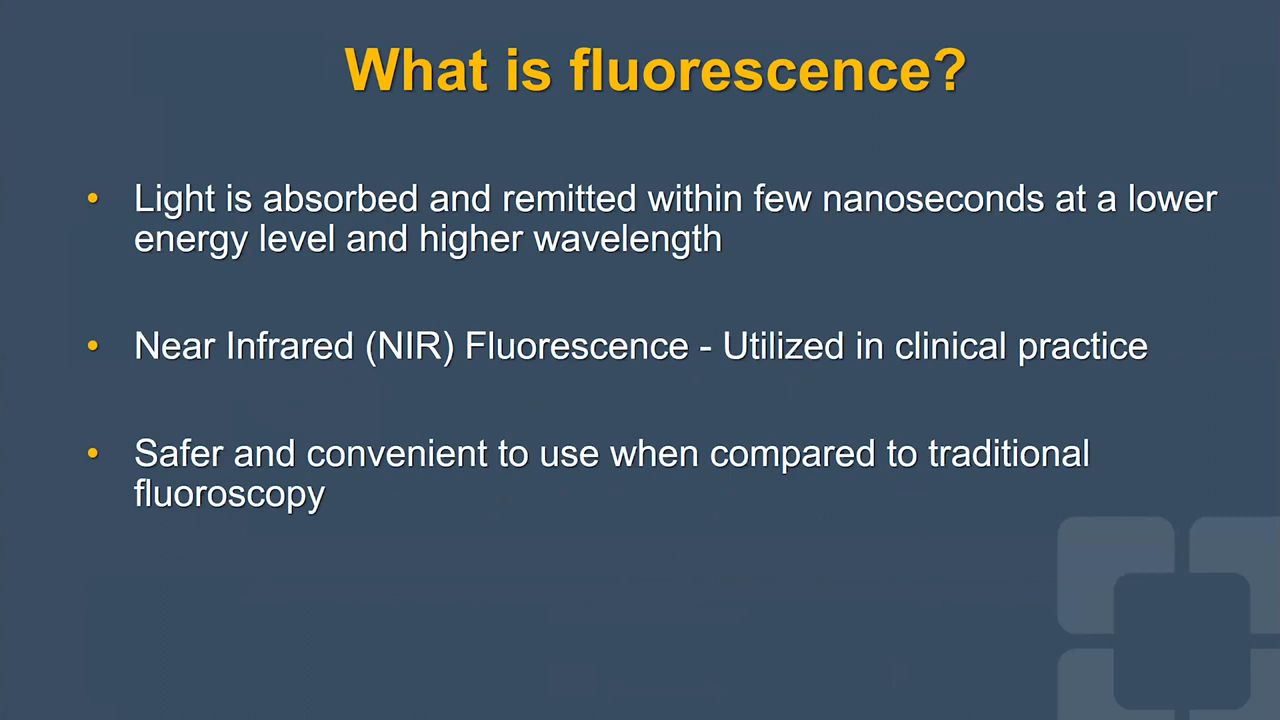 What is fluorescence?
• Light is absorbed and remitted within few nanoseconds at a lower
energy level and higher wavelength
• Near Infrared (NIR) Fluorescence - Utilized in clinical practice
• Safer and convenient to use when compared to traditional
fluoroscopy